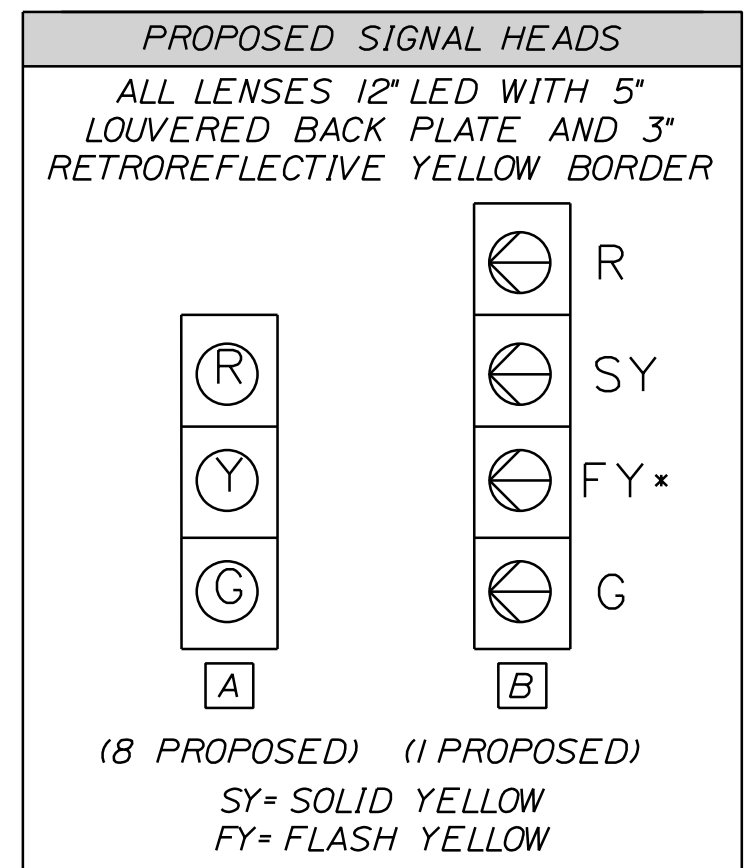 PROPOSED SIGNAL HEADS
ALL LENSES 12" LED WITH 5"
LOUVERED BACK PLATE AND 3"
RETROREFLECTIVE YELLOW BORDER
R
R SY
Y FY*
G G
A B
(8 PROPOSED) (1 PROPOSED)
SY= SOLID YELLOW
FY= FLASH YELLOW